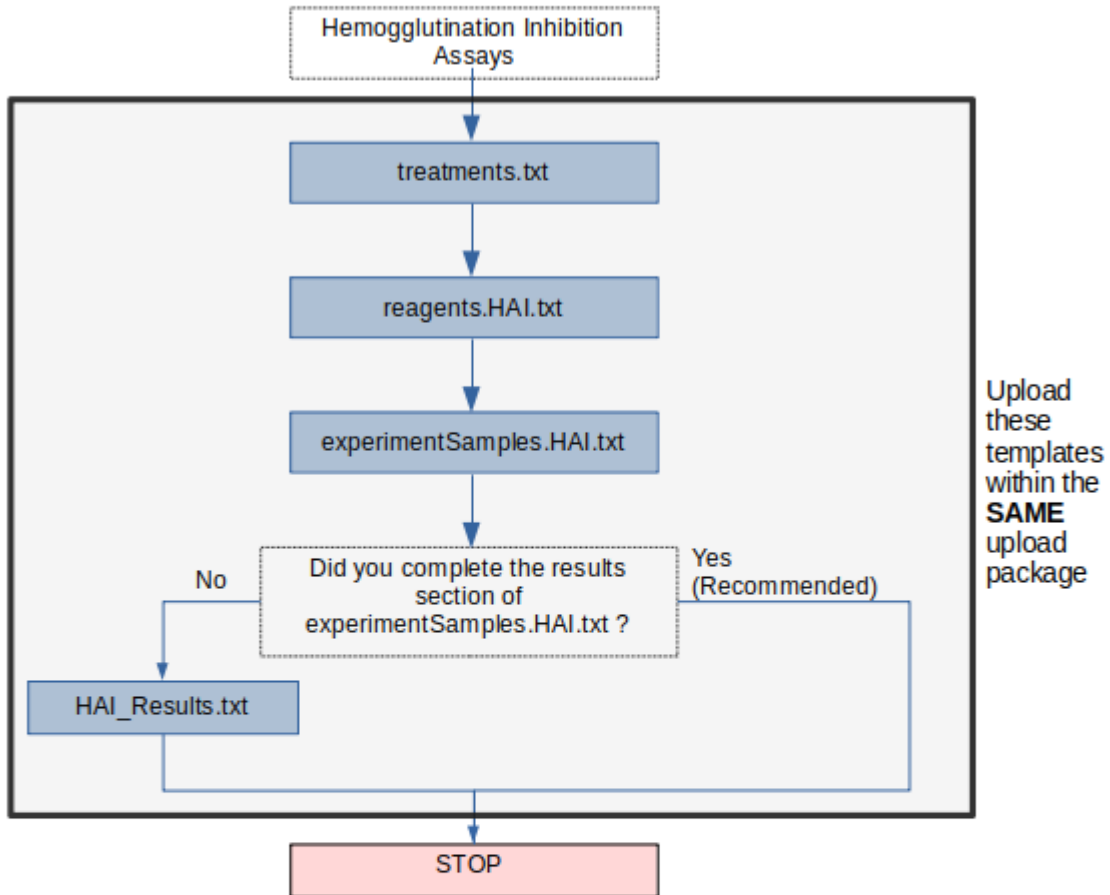 Hemogglutination Inhibition
Assays
treatments.txt
reagents.HAI.txt
experimentSamples.HAI.txt
Did you complete the results
section of
experimentSamples.HAI.txt ?
No
Yes
(Recommended)
HAI_Results.txt
STOP
Upload
these
templates
within the
SAME
upload
package